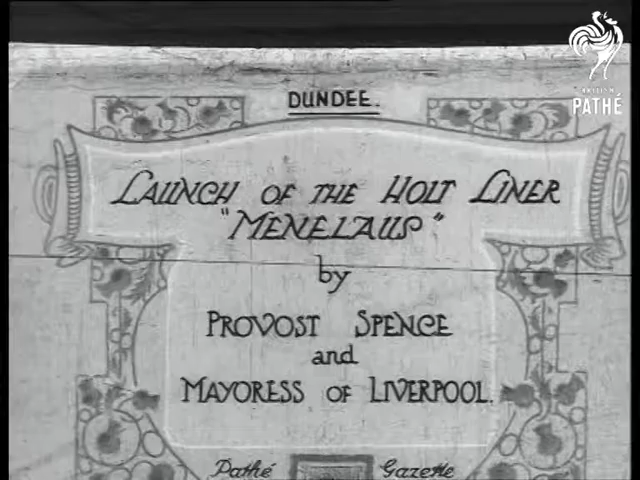 BRITISH
PATHÉ
DUNDEE.
LAUNCH OF THE HOLT LINER
"MENELAUS"
by
PROVOST SPENCE
and
MAYORESS OF LIVERPOOL.
Pathé Gazette